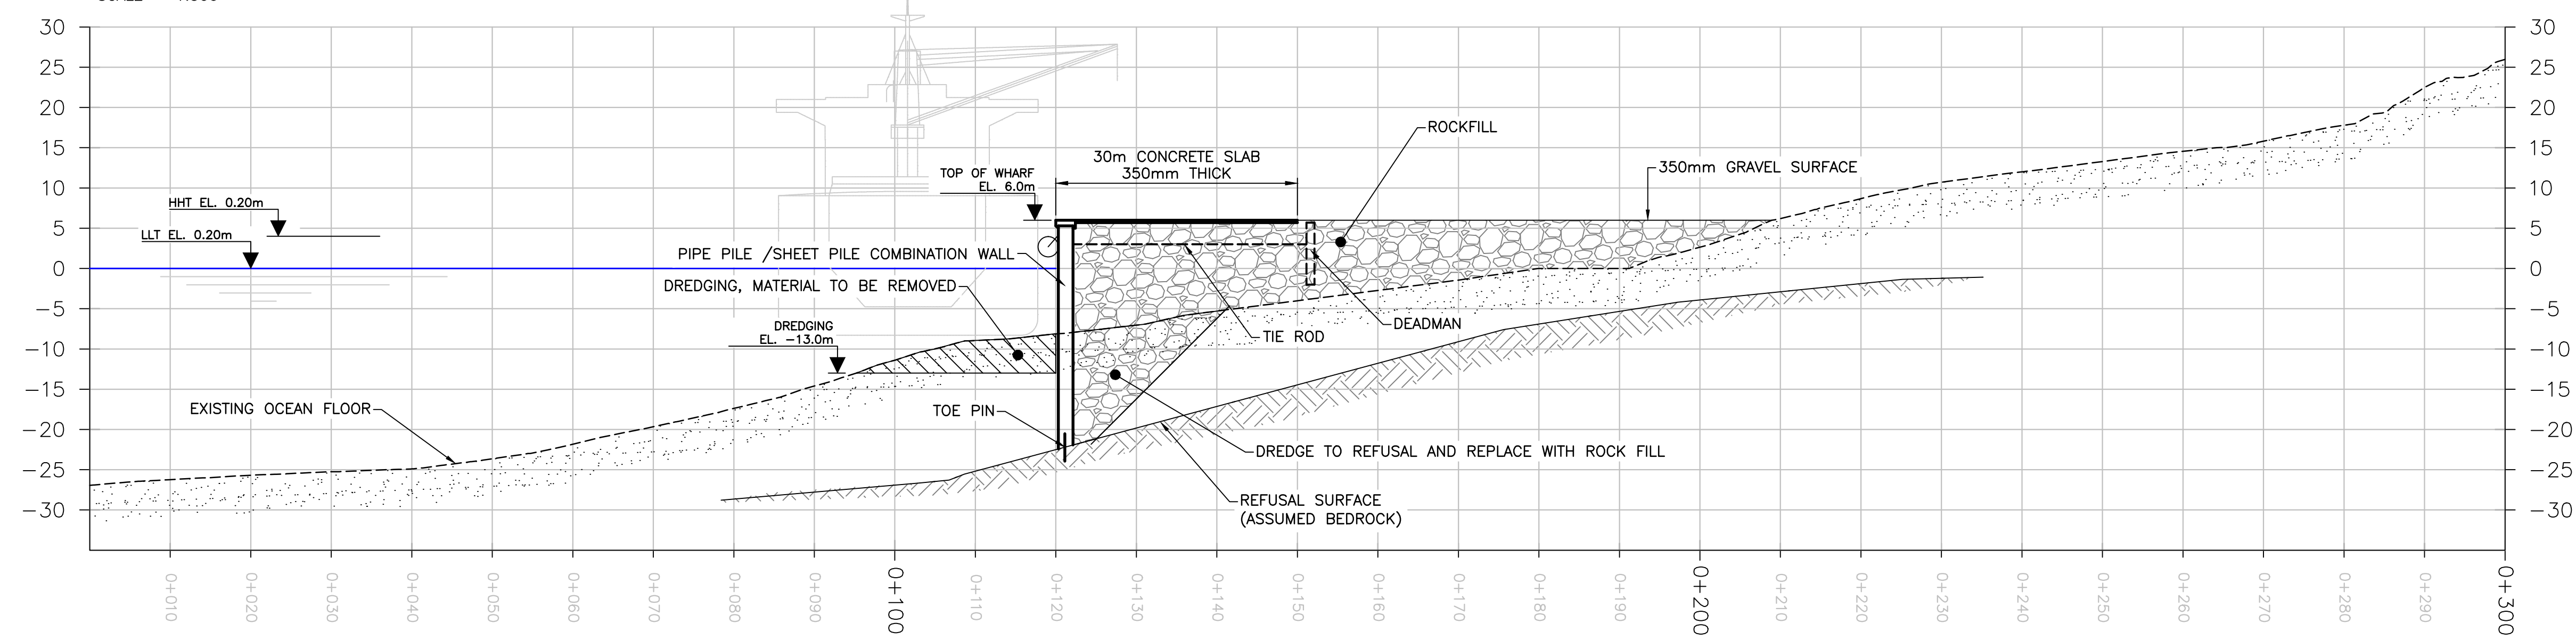 30
25
20
15
10
5
0
−5
−10
−15
−20
−25
−30
HHT EL. 0.20m
LLT EL. 0.20m
30m CONCRETE SLAB
350mm THICK
TOP OF WHARF
EL. 6.0m
ROCKFILL
350mm GRAVEL SURFACE
PIPE PILE /SHEET PILE COMBINATION WALL
DREDGING, MATERIAL TO BE REMOVED
DREDGING
EL. −13.0m
TIE ROD
DEADMAN
EXISTING OCEAN FLOOR
TOE PIN
DREDGE TO REFUSAL AND REPLACE WITH ROCK FILL
REFUSAL SURFACE
(ASSUMED BEDROCK)
30
25
20
15
10
5
0
−5
−10
−15
−20
−25
−30
0+010
0+020
0+030
0+040
0+050
0+060
0+070
0+080
0+090
0+100
0+110
0+120
0+130
0+140
0+150
0+160
0+170
0+180
0+190
0+200
0+210
0+220
0+230
0+240
0+250
0+260
0+270
0+280
0+290
0+300